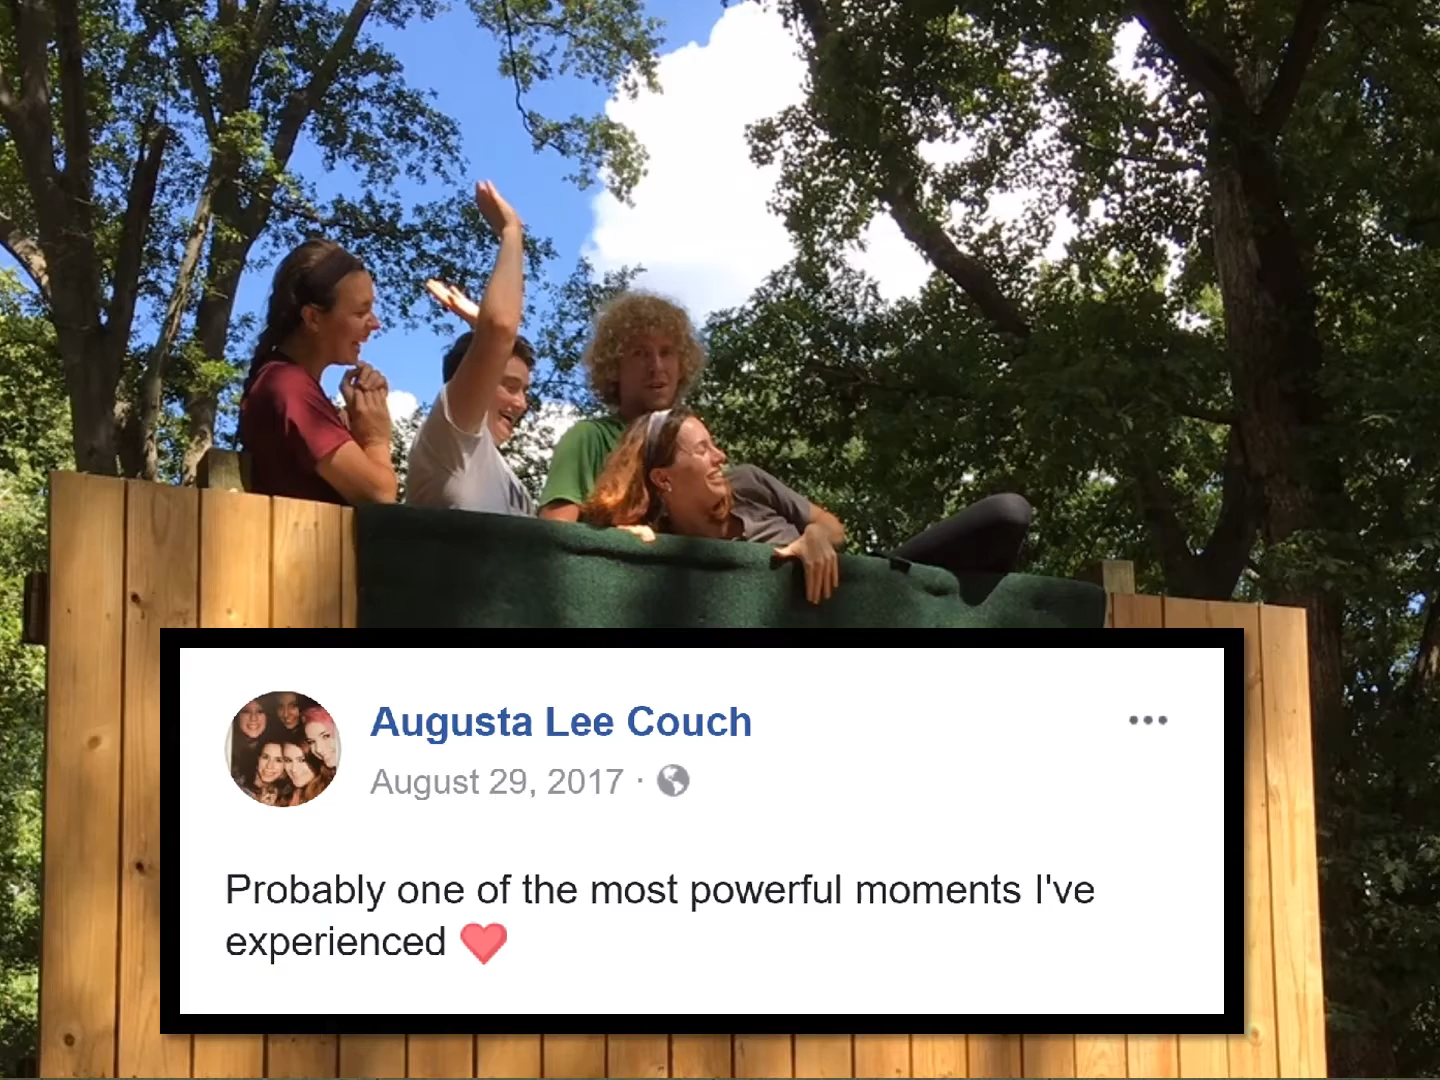 Augusta Lee Couch
August 29, 2017 ·
Probably one of the most powerful moments I've
experienced